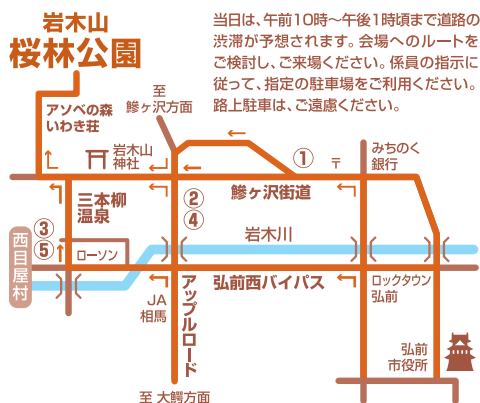 岩木山
桜林公園
当日は、午前10時〜午後1時頃まで道路の
渋滞が予想されます。会場へのルートを
ご検討し、ご来場ください。係員の指示に
従って、指定の駐車場をご利用ください。
路上駐車は、ご遠慮ください。
至
鰺ヶ沢方面
アソベの森
いわき荘
岩木山
神社
①
〒
みちのく
銀行
三本柳
温泉
②
④
鰺ヶ沢街道
③
⑤
岩木川
西目屋村
ローソン
アップルロード
弘前西バイパス
ロックタウン
弘前
JA
相馬
弘前
市役所
至 大鰐方面